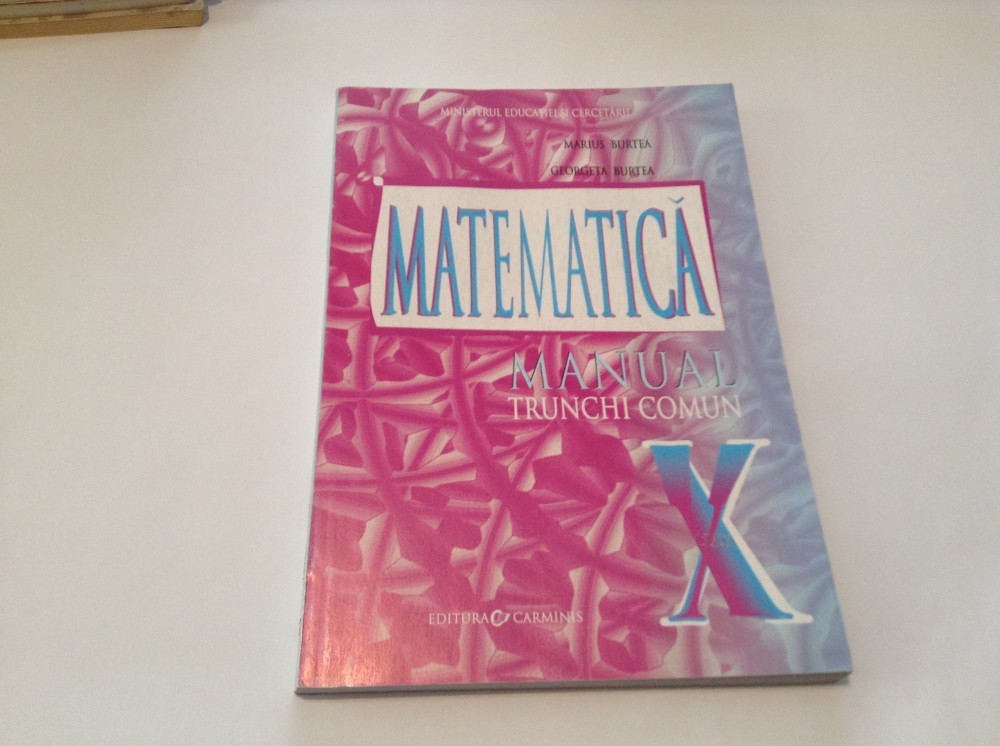 MINISTERUL EDUCAȚIEI ȘI CERCETĂRII
MARIUS BURTEA
GEORGETA BURTEA
MATEMATICĂ
MANUAL
TRUNCHI COMUN
X
EDITURA CARMINIS